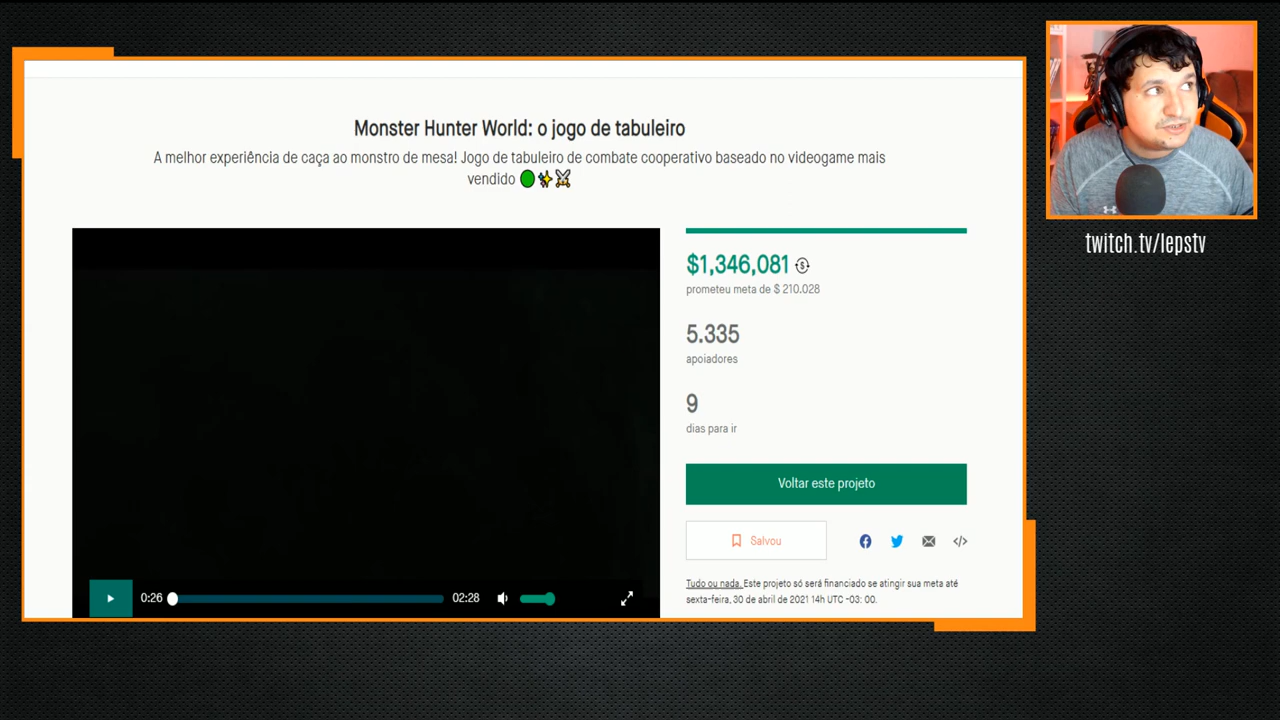 Monster Hunter World: o jogo de tabuleiro
A melhor experiência de caça ao monstro de mesa! Jogo de tabuleiro de combate cooperativo baseado no videogame mais
vendido
$1,346,081
prometeu meta de $ 210.028
5.335
apoiadores
9
dias para ir
Voltar este projeto
Salvou
Tudo ou nada. Este projeto só será financiado se atingir sua meta até
sexta-feira, 30 de abril de 2021 14h UTC -03: 00.
0:26
02:28
twitch.tv/lepstv